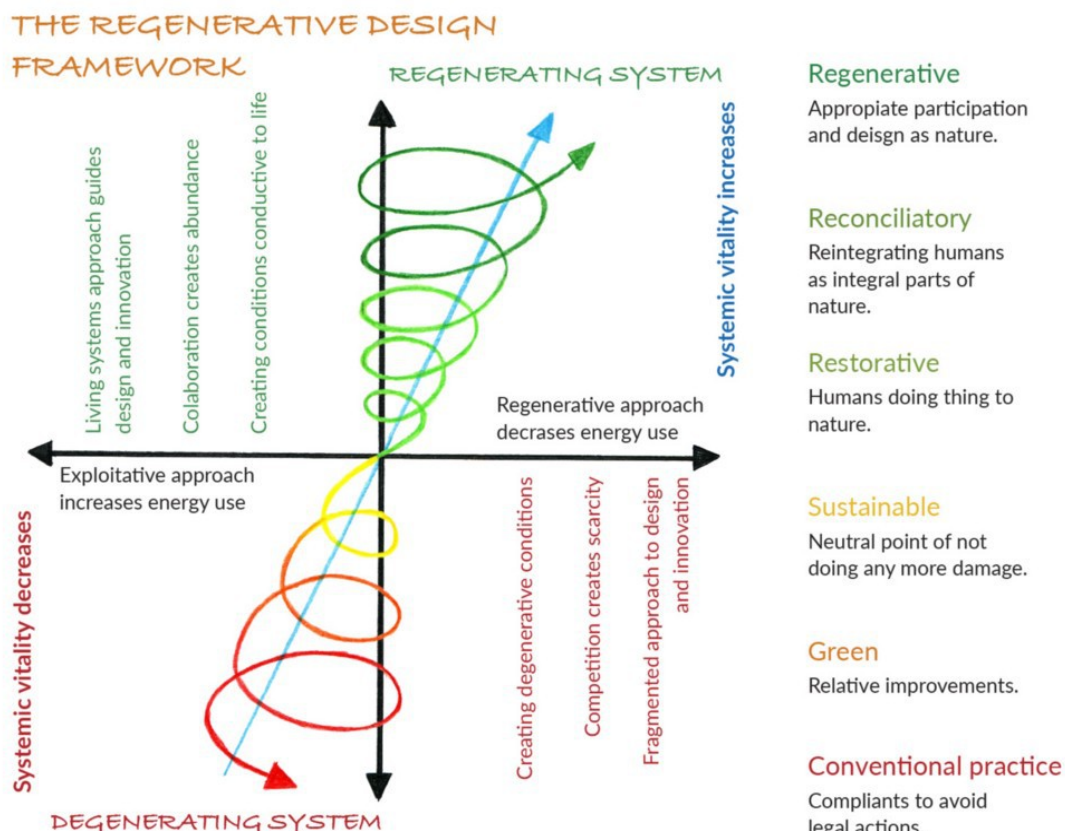 THE REGENERATIVE DESIGN
FRAMEWORK
REGENERATING SYSTEM
Living systems approach guides
design and innovation
Colaboration creates abundance
Creating conditions conductive to life
Systemic vitality increases
Regenerative approach
decrases energy use
Exploitative approach
increases energy use
Systemic vitality decreases
Creating degenerative conditions
Competition creates scarcity
Fragmented approach to design
and innovation
DEGENERATING SYSTEM
Regenerative
Appropiate participation
and deisgn as nature.
Reconciliatory
Reintegrating humans
as integral parts of
nature.
Restorative
Humans doing thing to
nature.
Sustainable
Neutral point of not
doing any more damage.
Green
Relative improvements.
Conventional practice
Compliants to avoid
legal actions